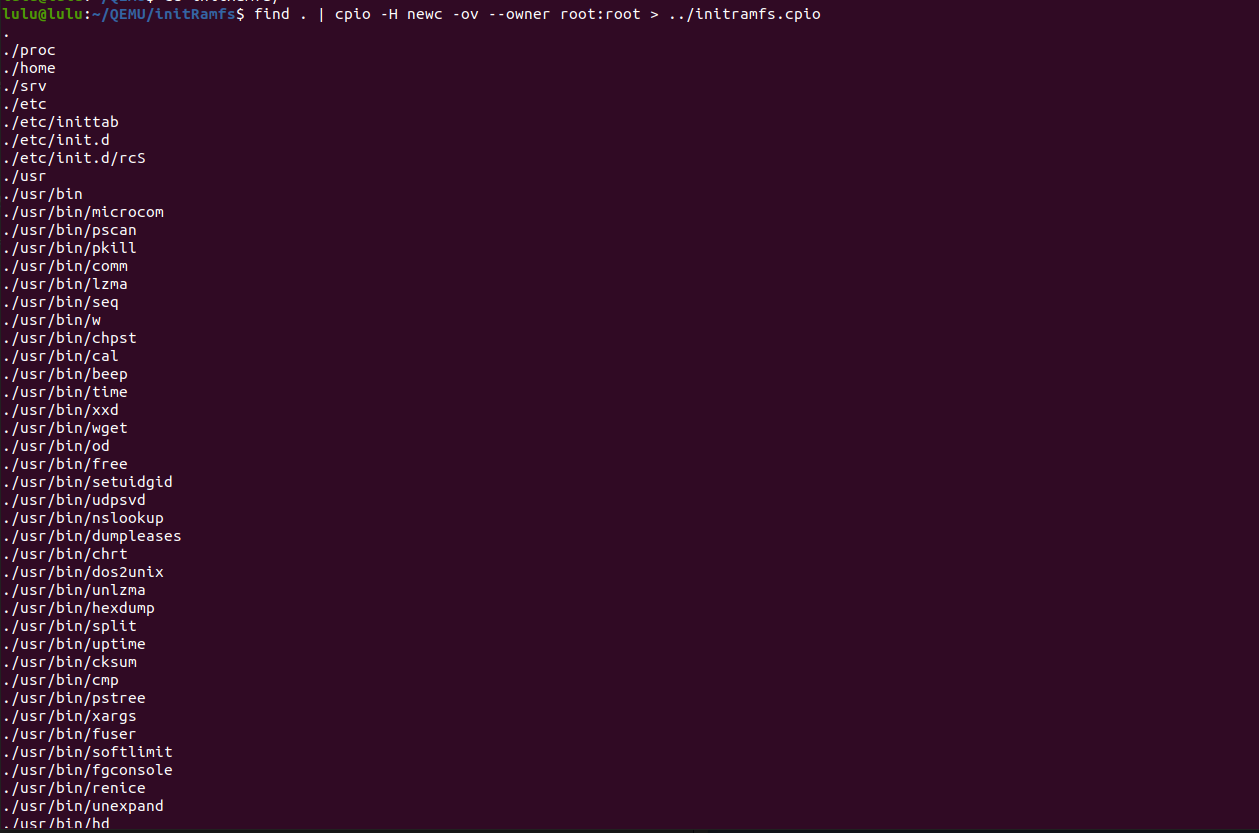 lulu@lulu:~/QEMU/initRamfs$ find . | cpio -H newc -ov --owner root:root > ../initramfs.cpio
.
./proc
./home
./srv
./etc
./etc/inittab
./etc/init.d
./etc/init.d/rcS
./usr
./usr/bin
./usr/bin/microcom
./usr/bin/pscan
./usr/bin/pkill
./usr/bin/comm
./usr/bin/lzma
./usr/bin/seq
./usr/bin/w
./usr/bin/chpst
./usr/bin/cal
./usr/bin/beep
./usr/bin/time
./usr/bin/xxd
./usr/bin/wget
./usr/bin/od
./usr/bin/free
./usr/bin/setuidgid
./usr/bin/udpsvd
./usr/bin/nslookup
./usr/bin/dumpleases
./usr/bin/chrt
./usr/bin/dos2unix
./usr/bin/unlzma
./usr/bin/hexdump
./usr/bin/split
./usr/bin/uptime
./usr/bin/cksum
./usr/bin/cmp
./usr/bin/pstree
./usr/bin/xargs
./usr/bin/fuser
./usr/bin/softlimit
./usr/bin/fgconsole
./usr/bin/renice
./usr/bin/unexpand
./usr/bin/hd